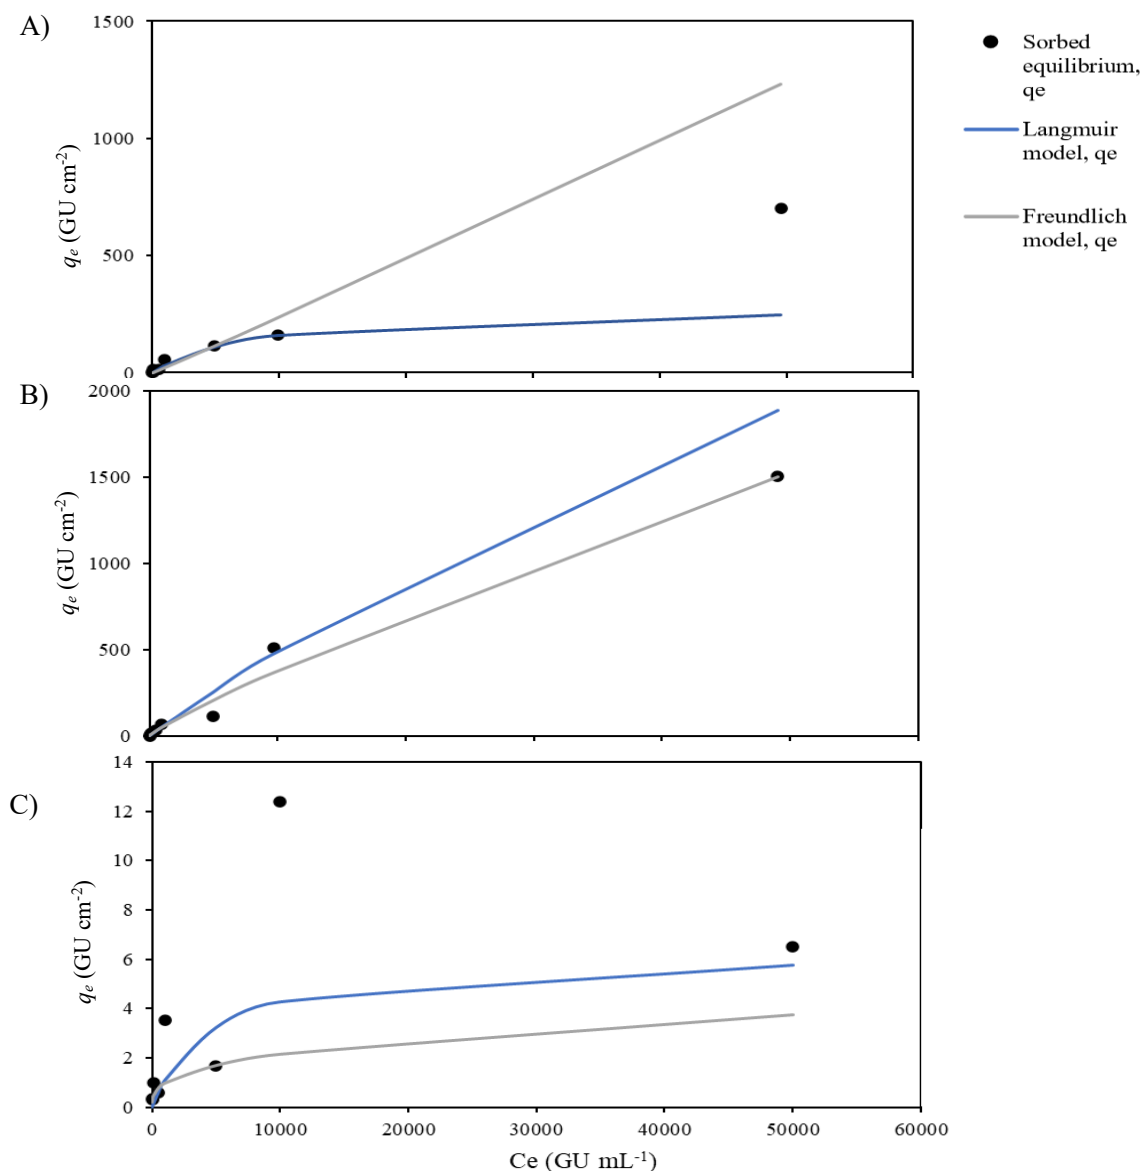 A)
1500
1000
500
0
qe (GU cm-2)
Sorbed
equilibrium,
qe
Langmuir
model, qe
Freundlich
model, qe
B)
2000
1500
1000
500
0
qe (GU cm-2)
C)
14
12
10
8
6
4
2
0
qe (GU cm-2)
0 10000 20000 30000 40000 50000 60000
Ce (GU mL-1)